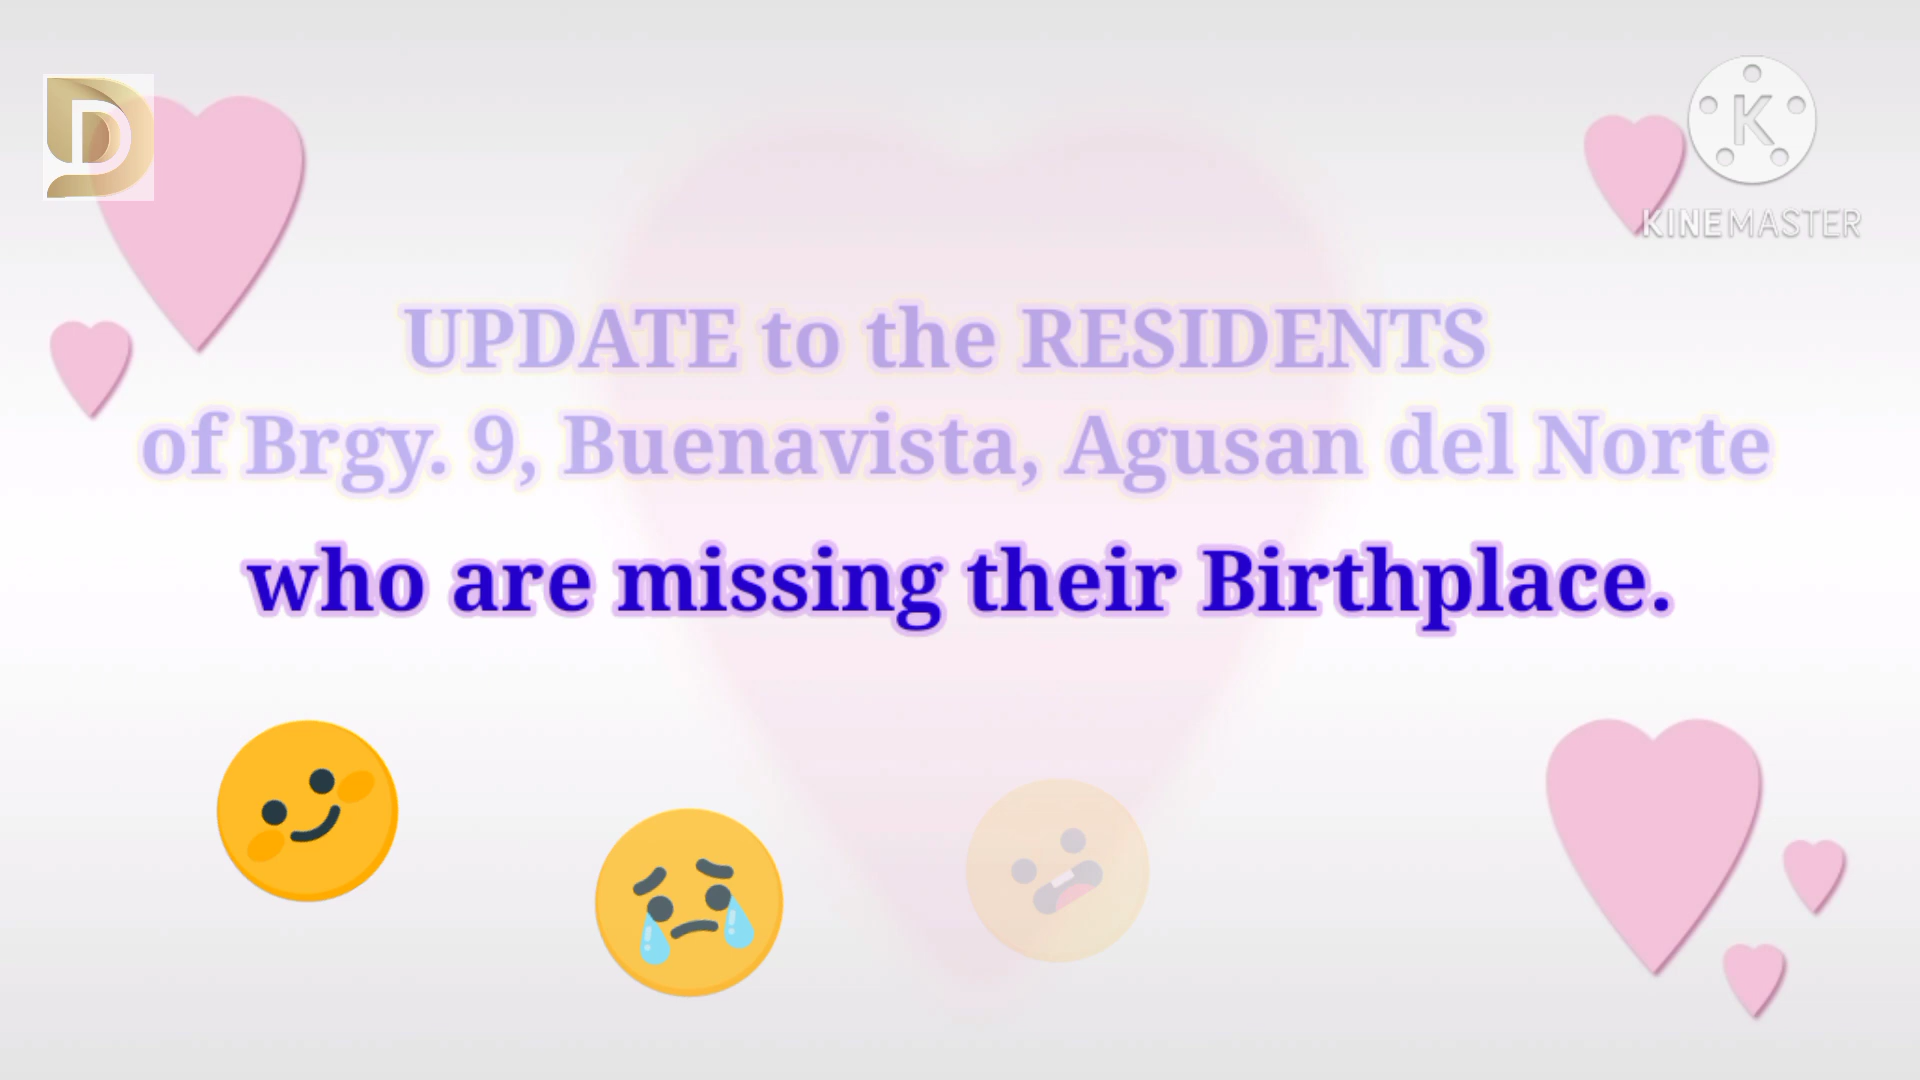 D
K
KINEMASTER
UPDATE to the RESIDENTS
of Brgy. 9, Buenavista, Agusan del Norte
who are missing their Birthplace.